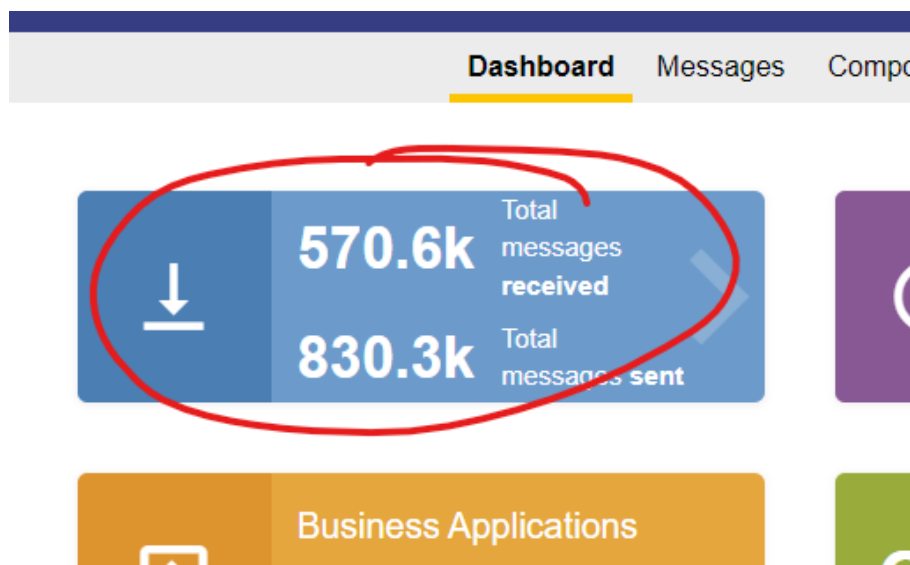 Dashboard Messages
570.6k Total
messages
received
830.3k Total
messages sent
Business Applications